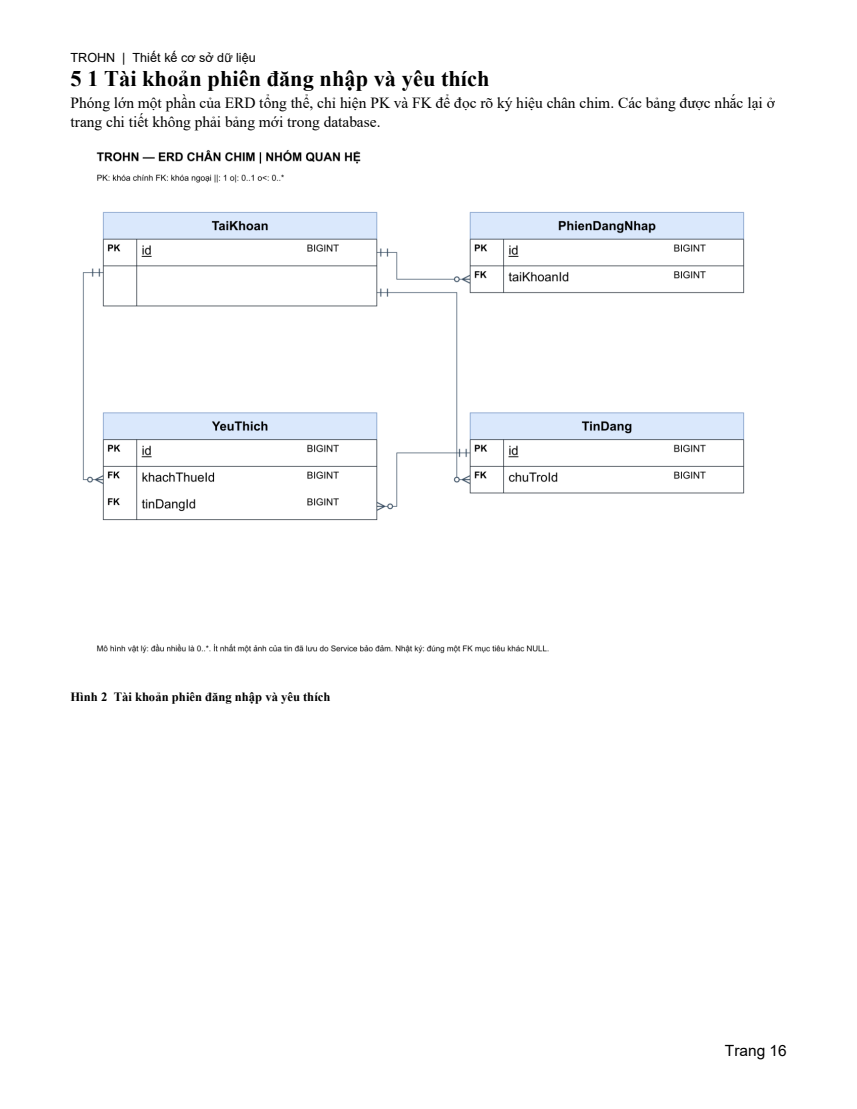 TROHN | Thiết kế cơ sở dữ liệu
5 1 Tài khoản phiên đăng nhập và yêu thích
Phóng lớn một phần của ERD tổng thể, chỉ hiện PK và FK để đọc rõ ký hiệu chân chim. Các bảng được nhắc lại ở
trang chi tiết không phải bảng mới trong database.
TROHN — ERD CHÂN CHIM | NHÓM QUAN HỆ
PK: khóa chính FK: khóa ngoại ||: 1 o|: 0..1 o<: 0..*
TaiKhoan
PK id BIGINT
PhienDangNhap
PK id BIGINT
FK taiKhoanId BIGINT
YeuThich
PK id BIGINT
FK khachThueId BIGINT
FK tinDangId BIGINT
TinDang
PK id BIGINT
FK chuTroId BIGINT
Mô hình vật lý: đầu nhiều là 0..*. Ít nhất một ảnh của tin đã lưu do Service bảo đảm. Nhật ký: đúng một FK mục tiêu khác NULL.
Hình 2 Tài khoản phiên đăng nhập và yêu thích
Trang 16